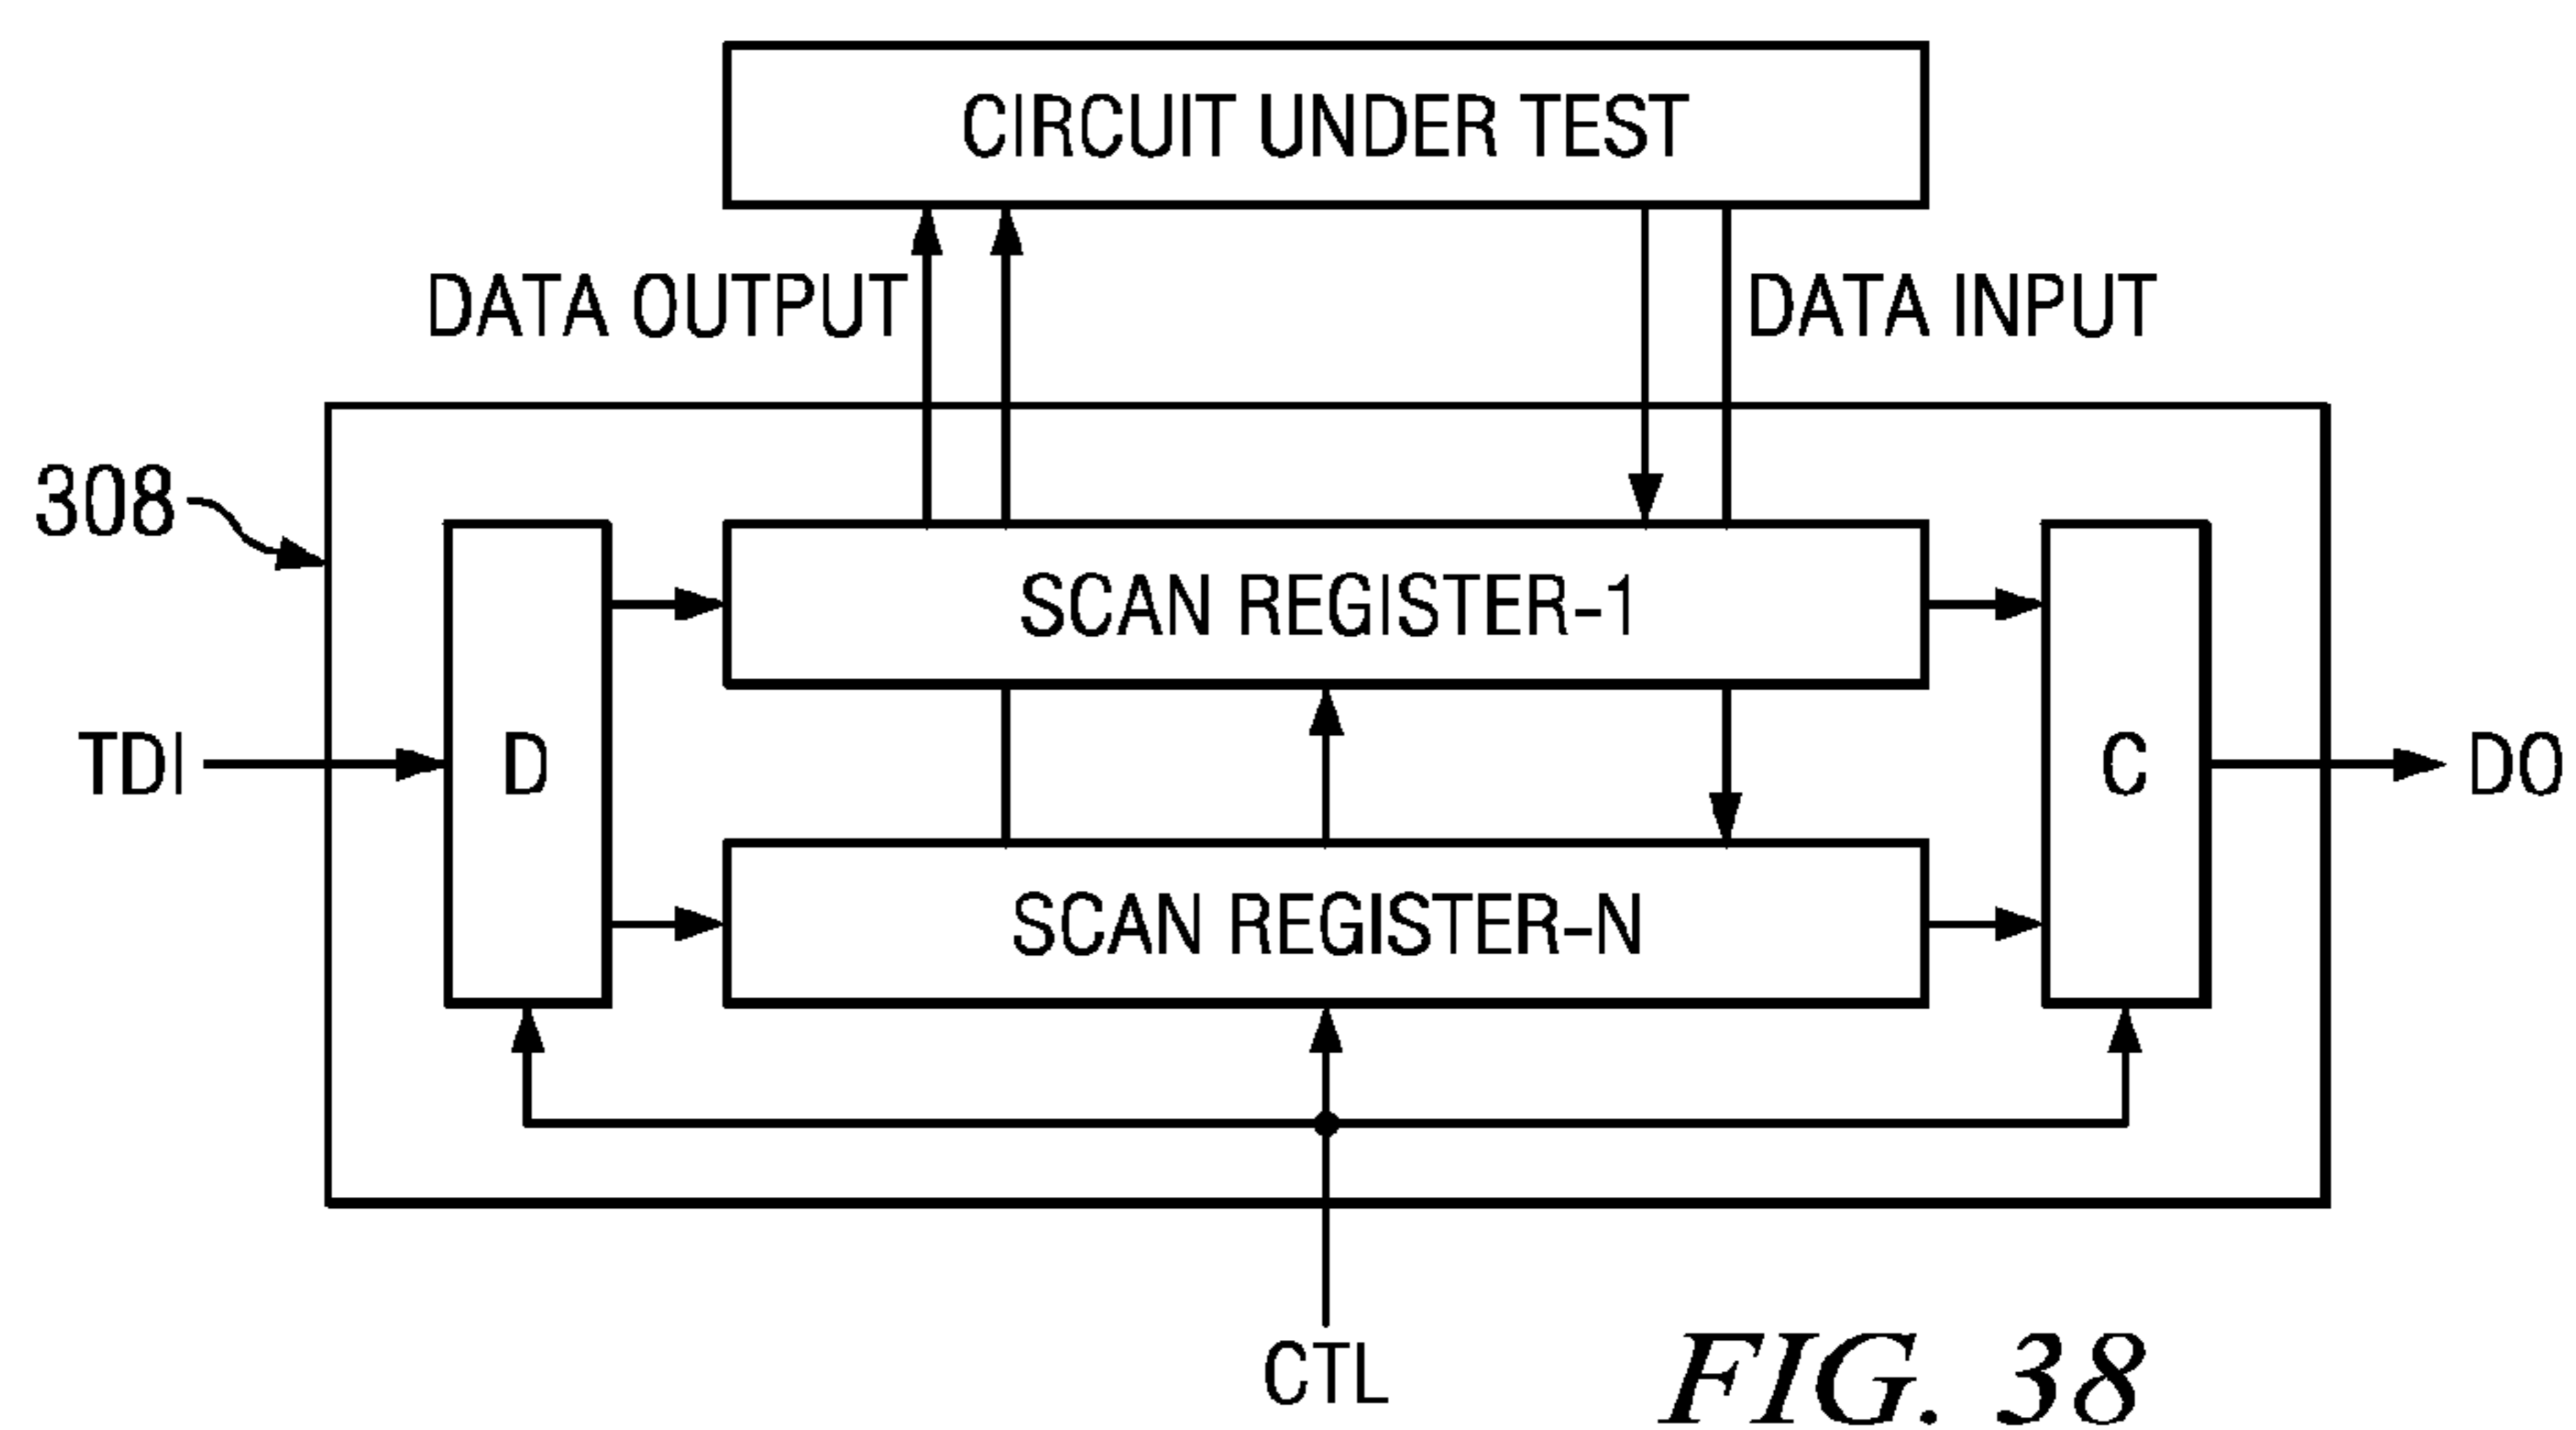 CIRCUIT UNDER TEST
DATA OUTPUT
DATA INPUT
308
SCAN REGISTER-1
TDI
D
C
DO
SCAN REGISTER-N
CTL
FIG. 38